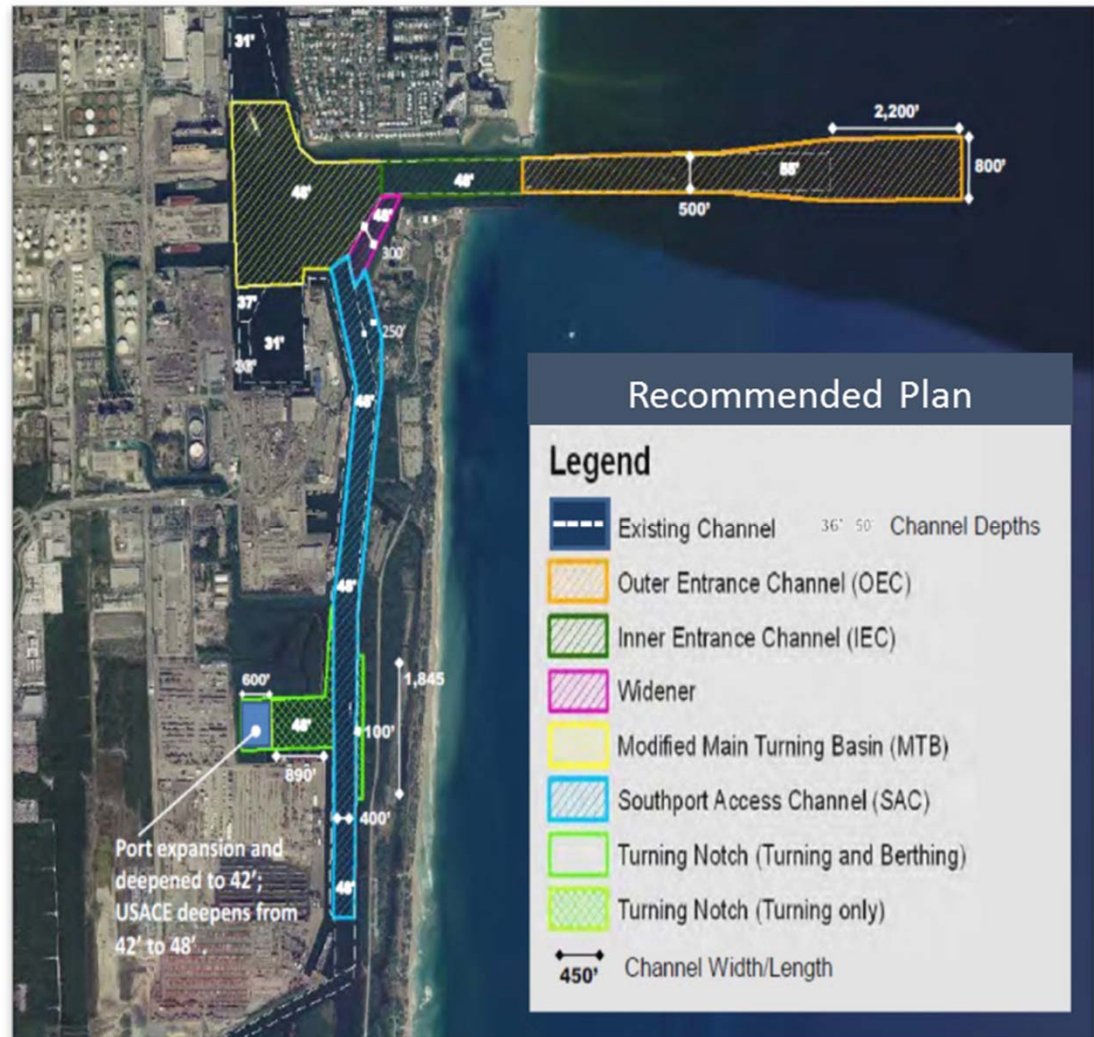 31'
2,200'
800'
48'
48'
55'
500'
48'
300'
37'
31'
250'
48'
48'
600'
48'
1,845
100'
890'
400'
48'
Port expansion and
deepened to 42';
USACE deepens from
42' to 48'.
Recommended Plan
Legend
Existing Channel 36' 50' Channel Depths
Outer Entrance Channel (OEC)
Inner Entrance Channel (IEC)
Widener
Modified Main Turning Basin (MTB)
Southport Access Channel (SAC)
Turning Notch (Turning and Berthing)
Turning Notch (Turning only)
450' Channel Width/Length